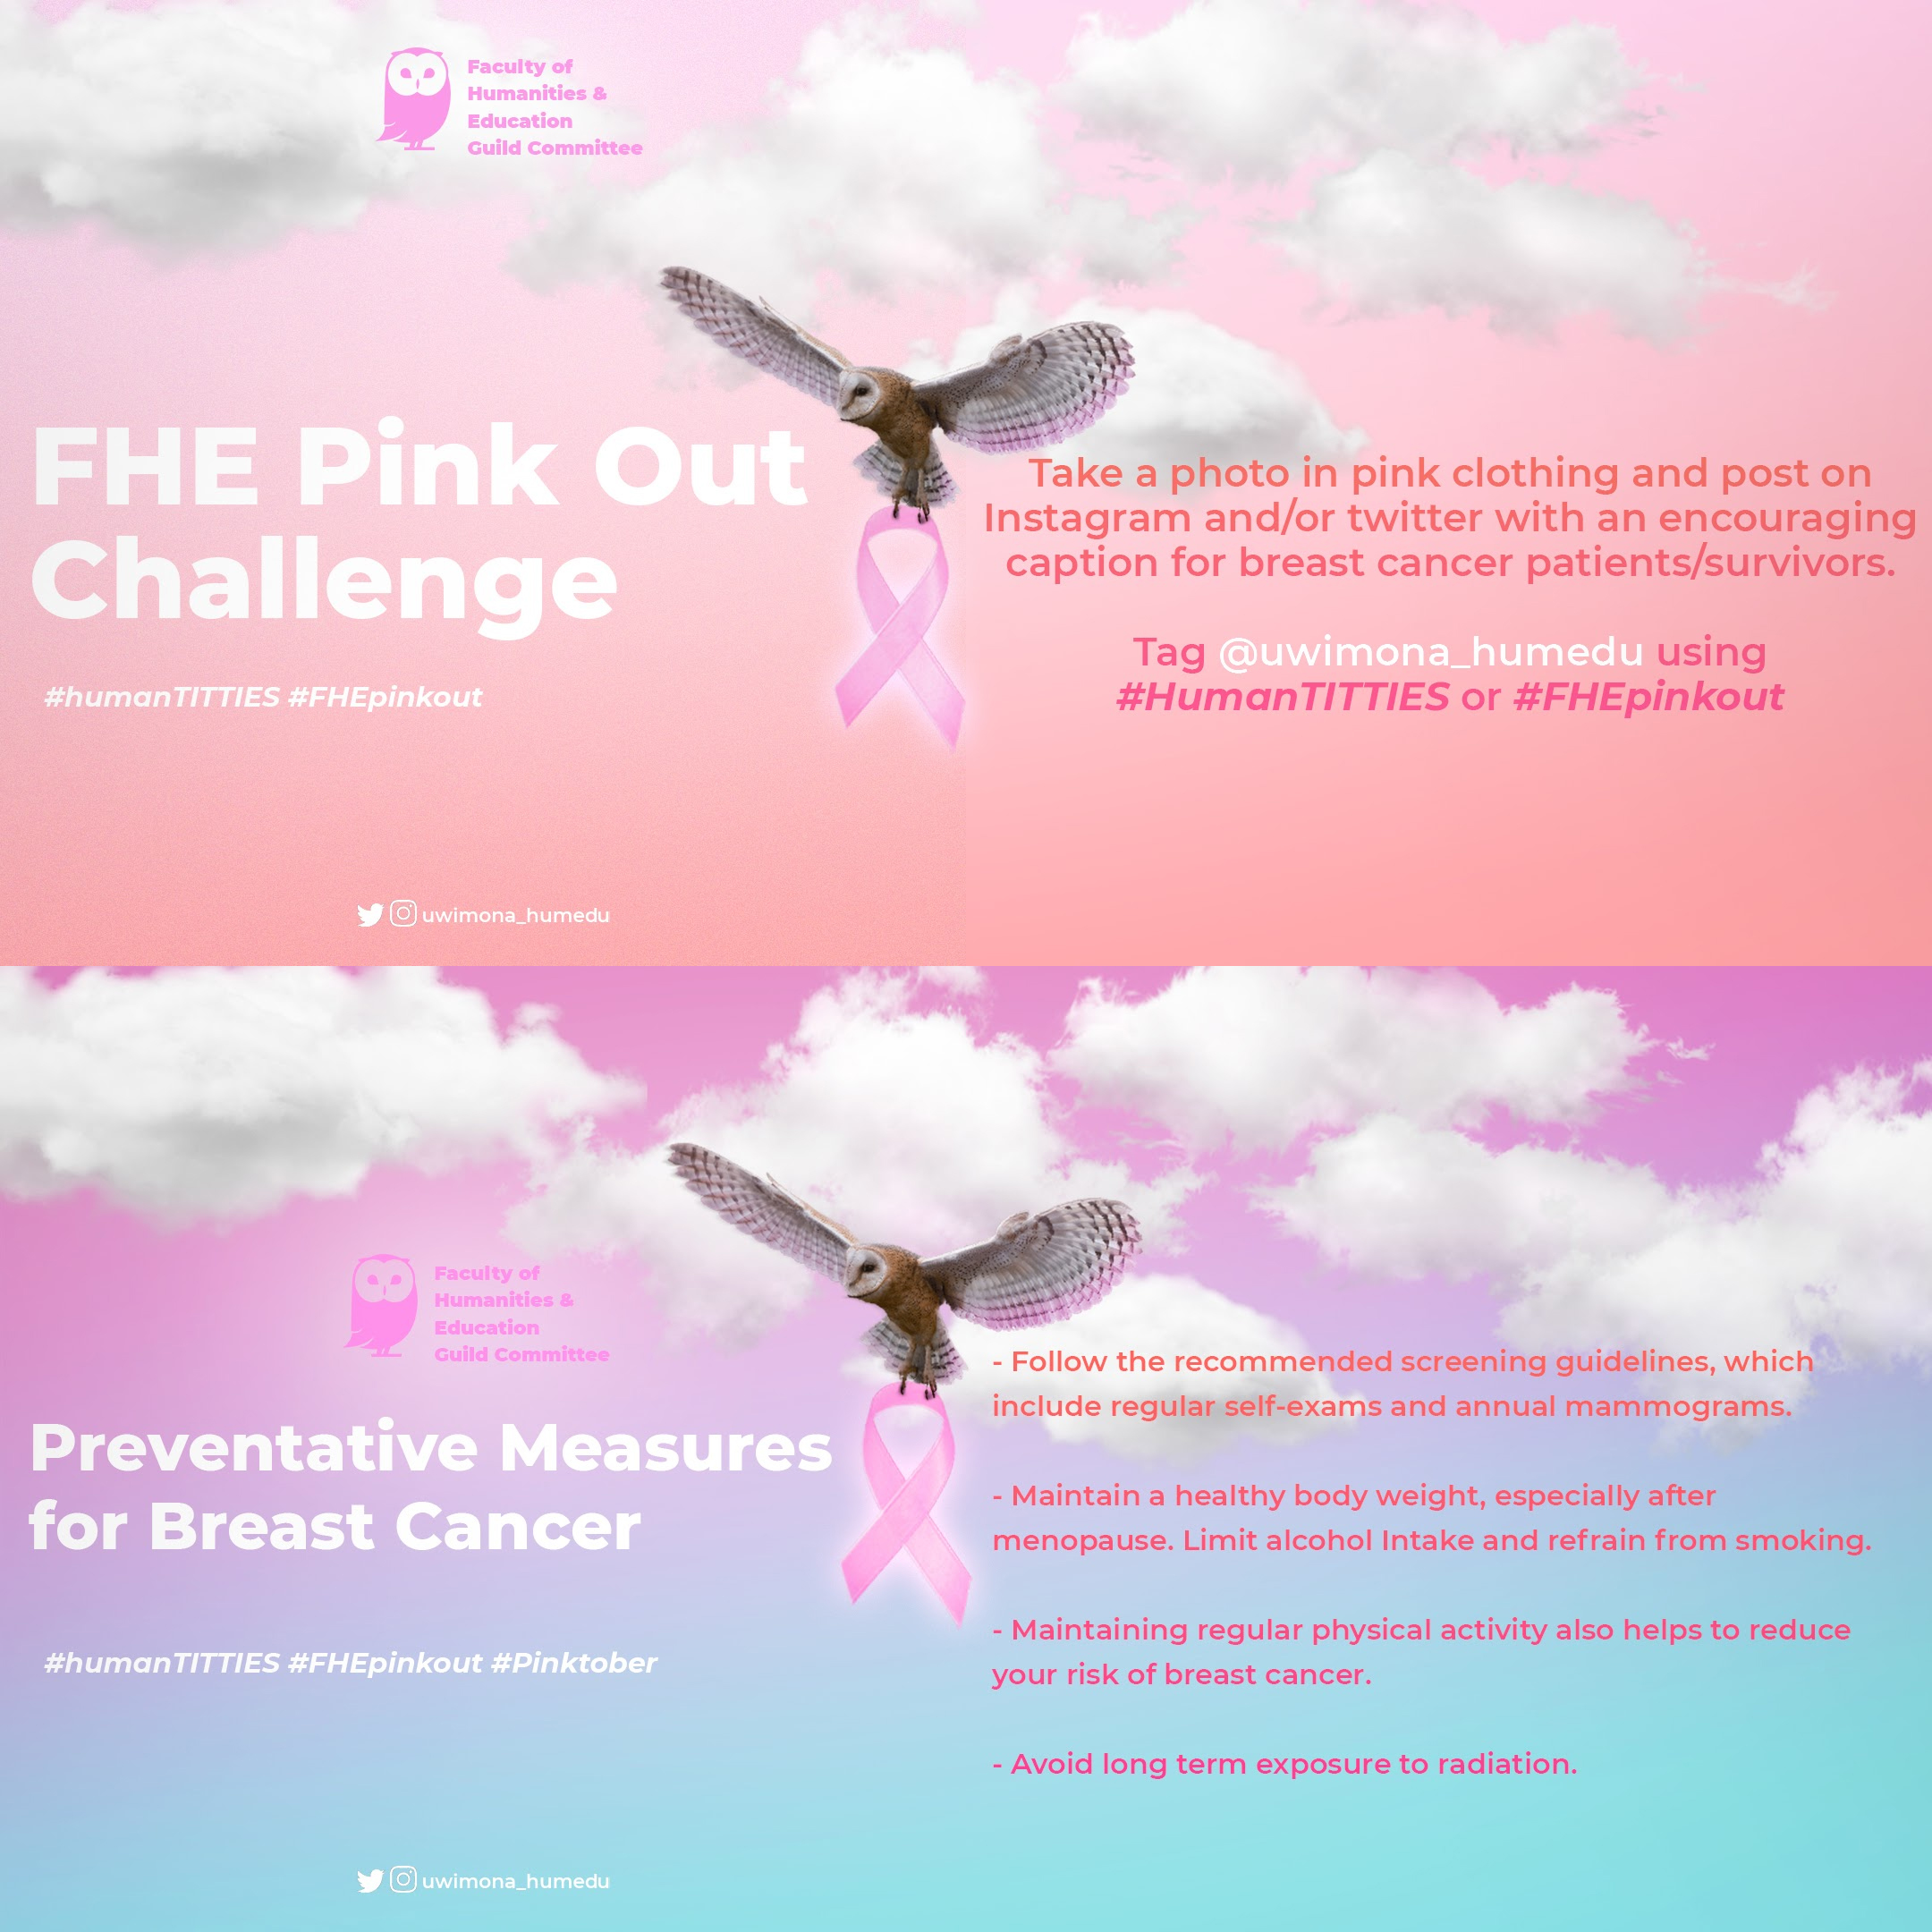 Faculty of
Humanities &
Education
Guild Committee
FHE Pink Out
Challenge
#humanTITTIES #FHEpinkout
uwimona_humedu
Take a photo in pink clothing and post on
Instagram and/or twitter with an encouraging
caption for breast cancer patients/survivors.
Tag @uwimona_humedu using
#HumanTITTIES or #FHEpinkout
Faculty of
Humanities &
Education
Guild Committee
Preventative Measures
for Breast Cancer
#humanTITTIES #FHEpinkout #Pinktober
uwimona_humedu
- Follow the recommended screening guidelines, which
include regular self-exams and annual mammograms.
- Maintain a healthy body weight, especially after
menopause. Limit alcohol Intake and refrain from smoking.
- Maintaining regular physical activity also helps to reduce
your risk of breast cancer.
- Avoid long term exposure to radiation.